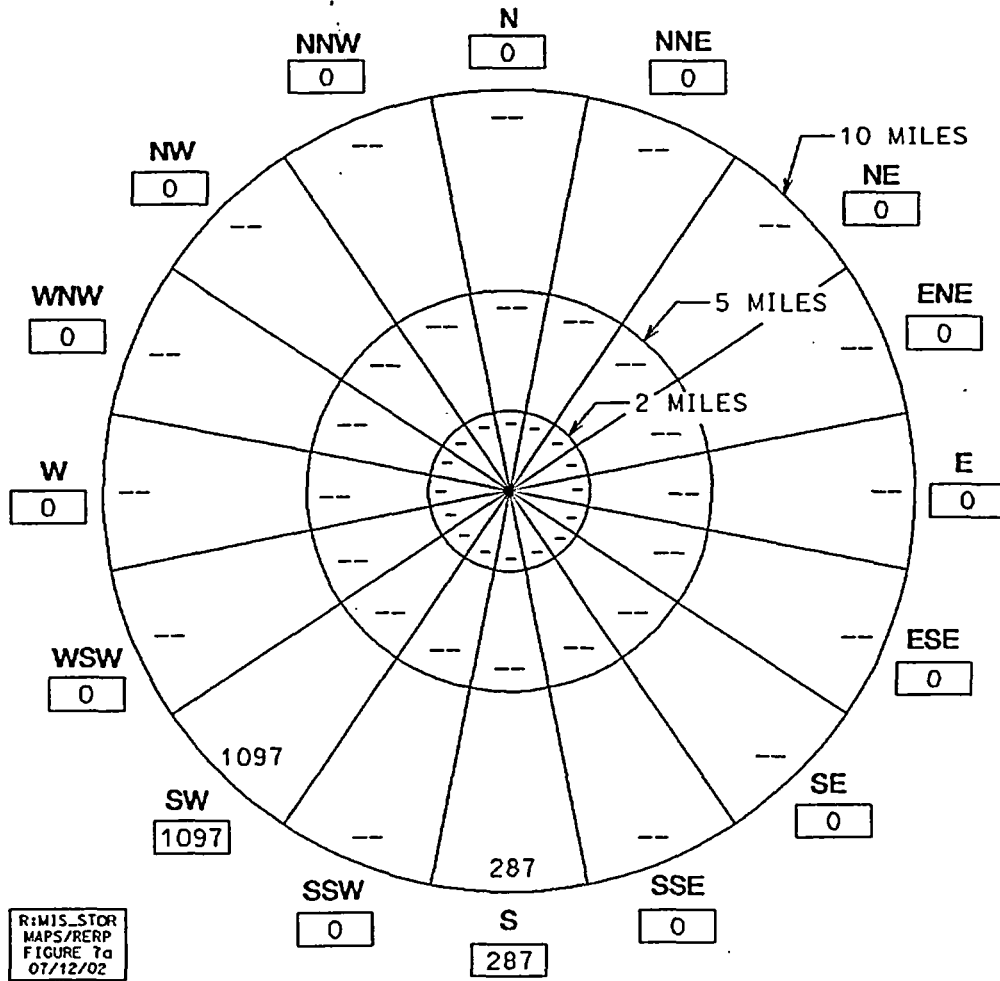 N
0
NNW
0
NNE
0
10 MILES
NW
0
NE
0
WNW
0
5 MILES
ENE
0
2 MILES
W
0
E
0
WSW
0
ESE
0
1097
SW
1097
SE
0
287
SSW
0
SSE
0
S
287
R:MIS_STOR
MAPS/RERP
FIGURE 7a
07/12/02